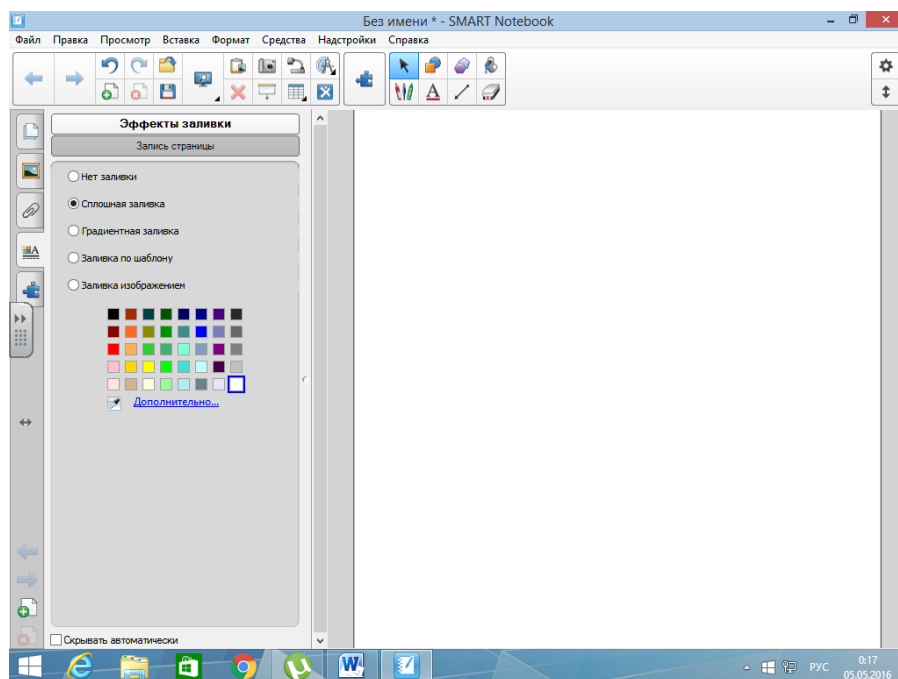 Без имени * - SMART Notebook
Файл Правка Просмотр Вставка Формат Средства Надстройки Справка
Эффекты заливки
Запись страницы
Нет заливки
Сплошная заливка
Градиентная заливка
Заливка по шаблону
Заливка изображением
Дополнительно...
Скрывать автоматически
РУС
0:17
05.05.2016